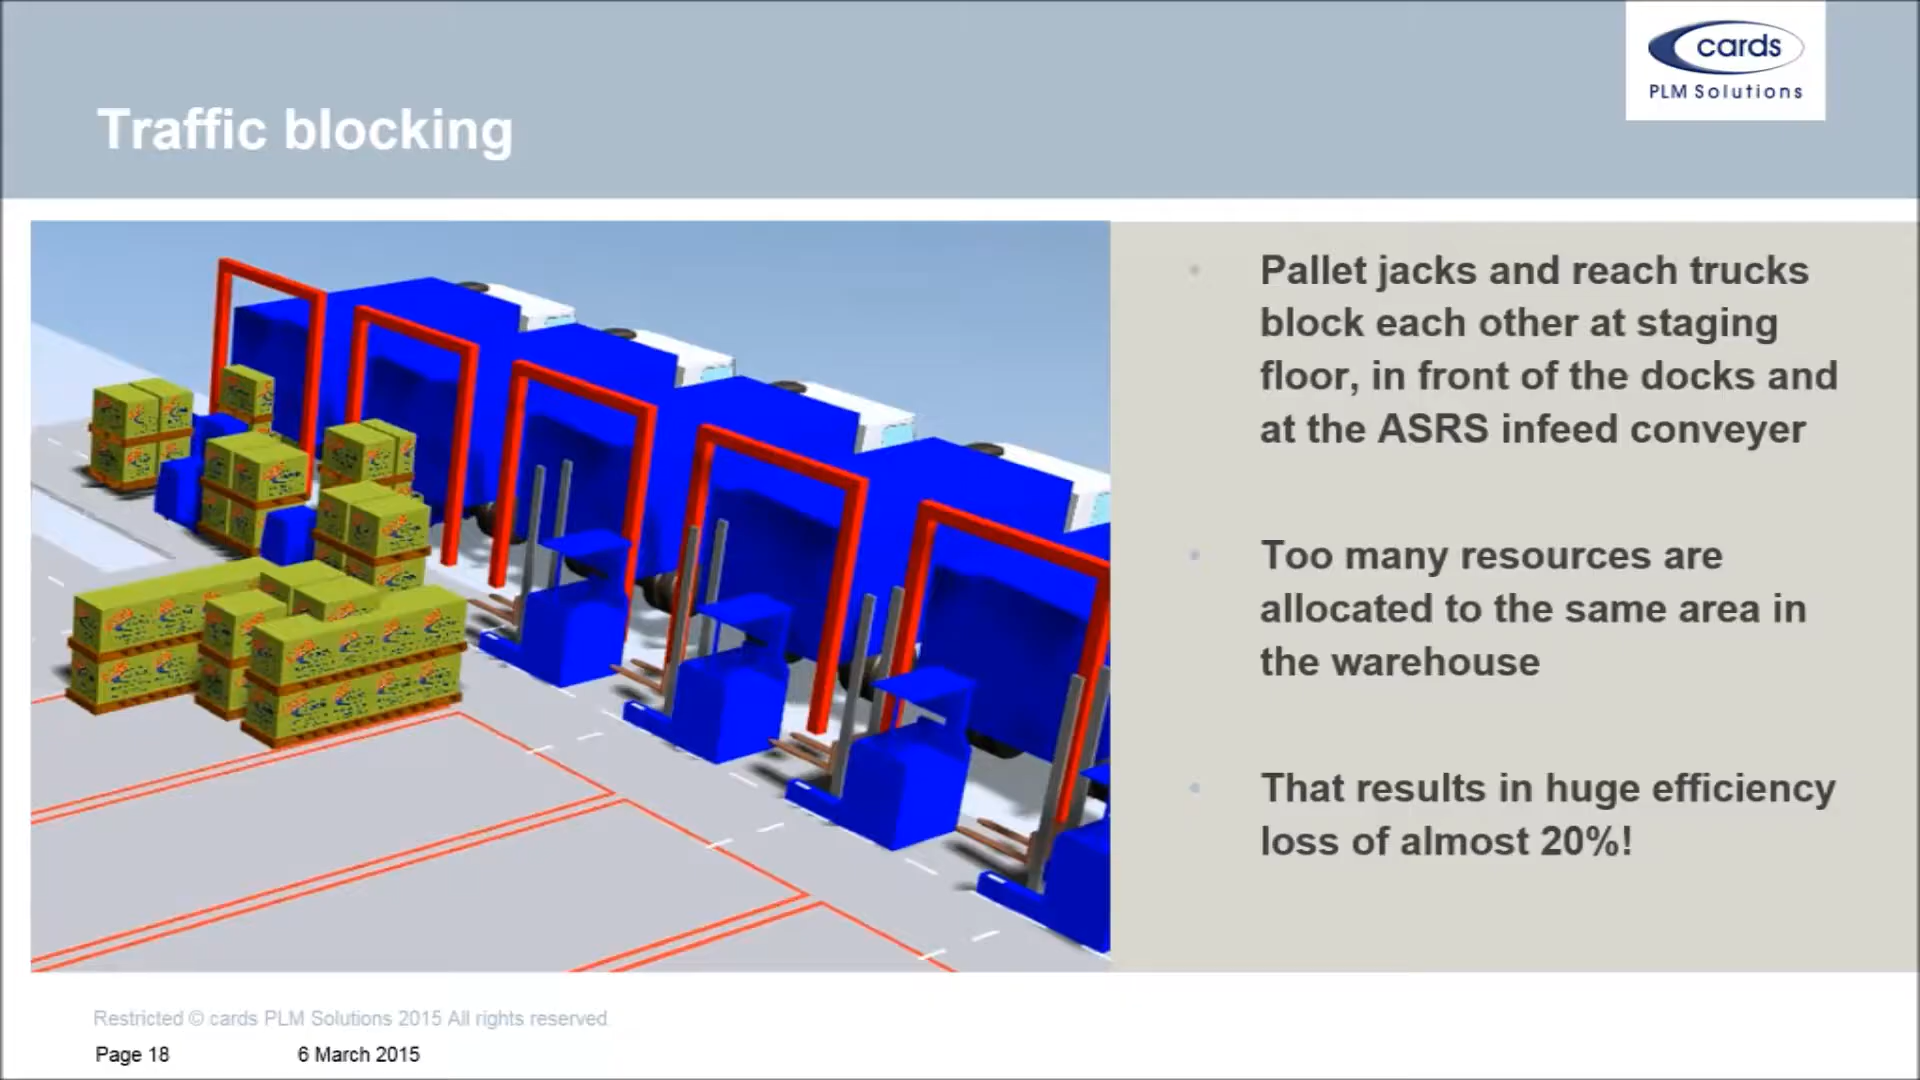 cards
PLM Solutions
Traffic blocking
Pallet jacks and reach trucks
block each other at staging
floor, in front of the docks and
at the ASRS infeed conveyer
Too many resources are
allocated to the same area in
the warehouse
That results in huge efficiency
loss of almost 20%!
Restricted © cards PLM Solutions 2015 All rights reserved.
Page 18
6 March 2015